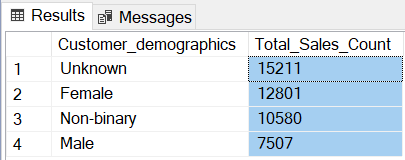 Results Messages
Customer_demographics Total_Sales_Count
1 Unknown 15211
2 Female 12801
3 Non-binary 10580
4 Male 7507